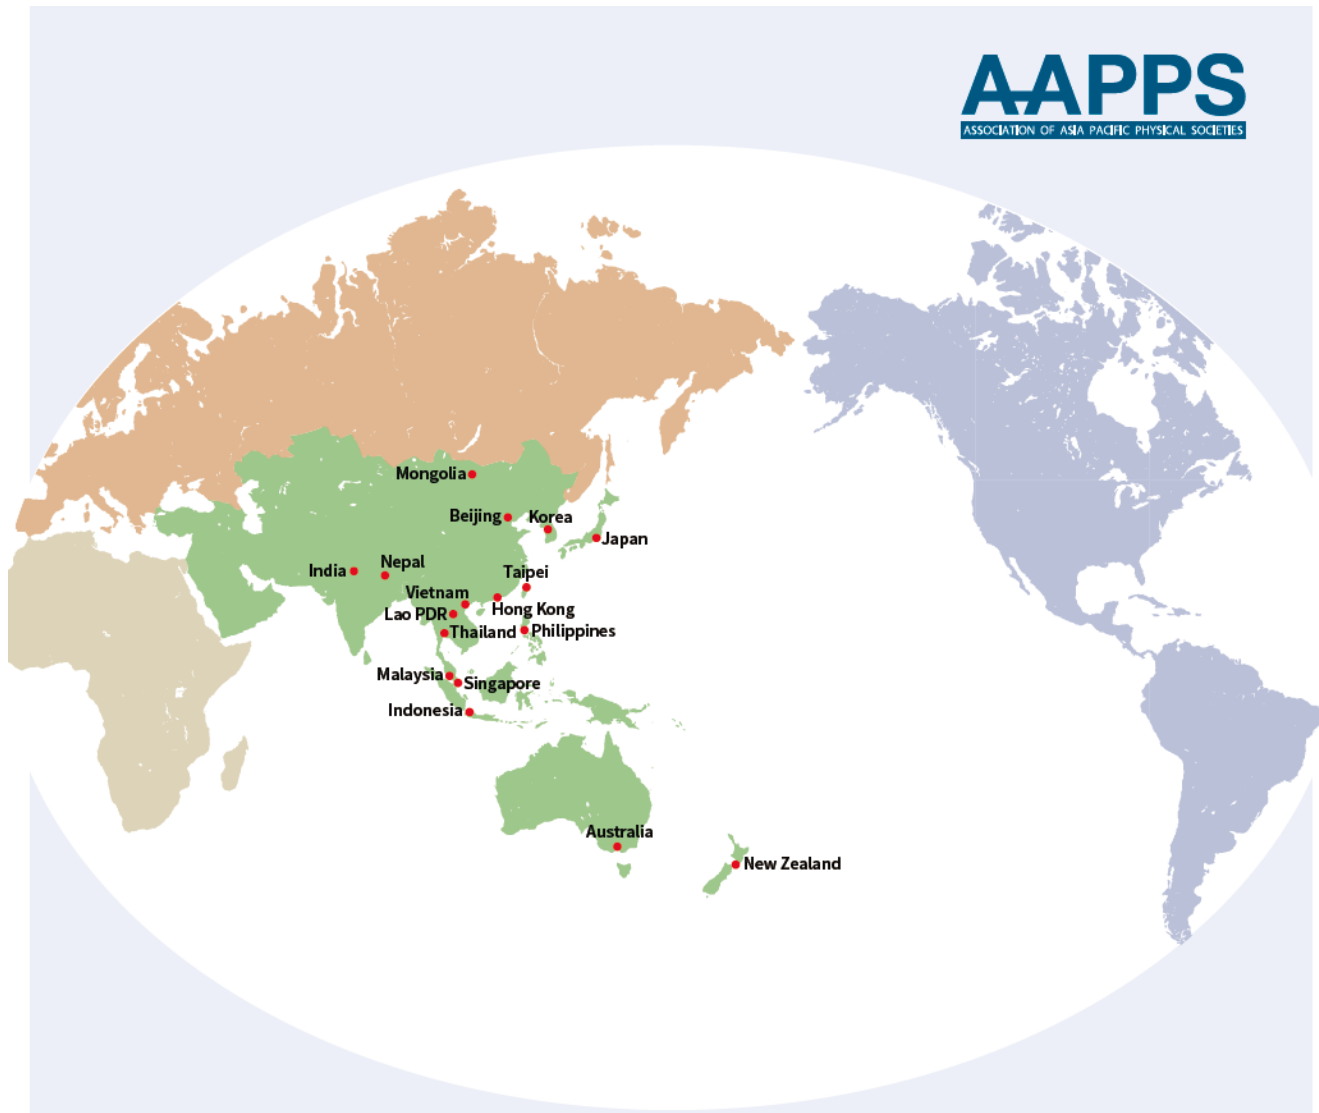 AAPPS
ASSOCIATION OF ASIA PACIFIC PHYSICAL SOCIETIES
Mongolia
Beijing
Korea
Japan
India
Nepal
Taipei
Vietnam
Hong Kong
Lao PDR
Thailand
Philippines
Malaysia
Singapore
Indonesia
Australia
New Zealand